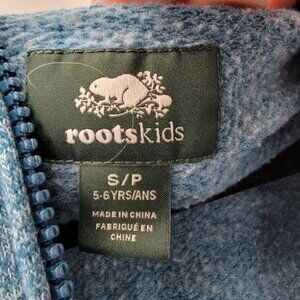 rootskids
S/P
5-6 YRS/ANS
MADE IN CHINA
FABRIQUÉ EN
CHINE